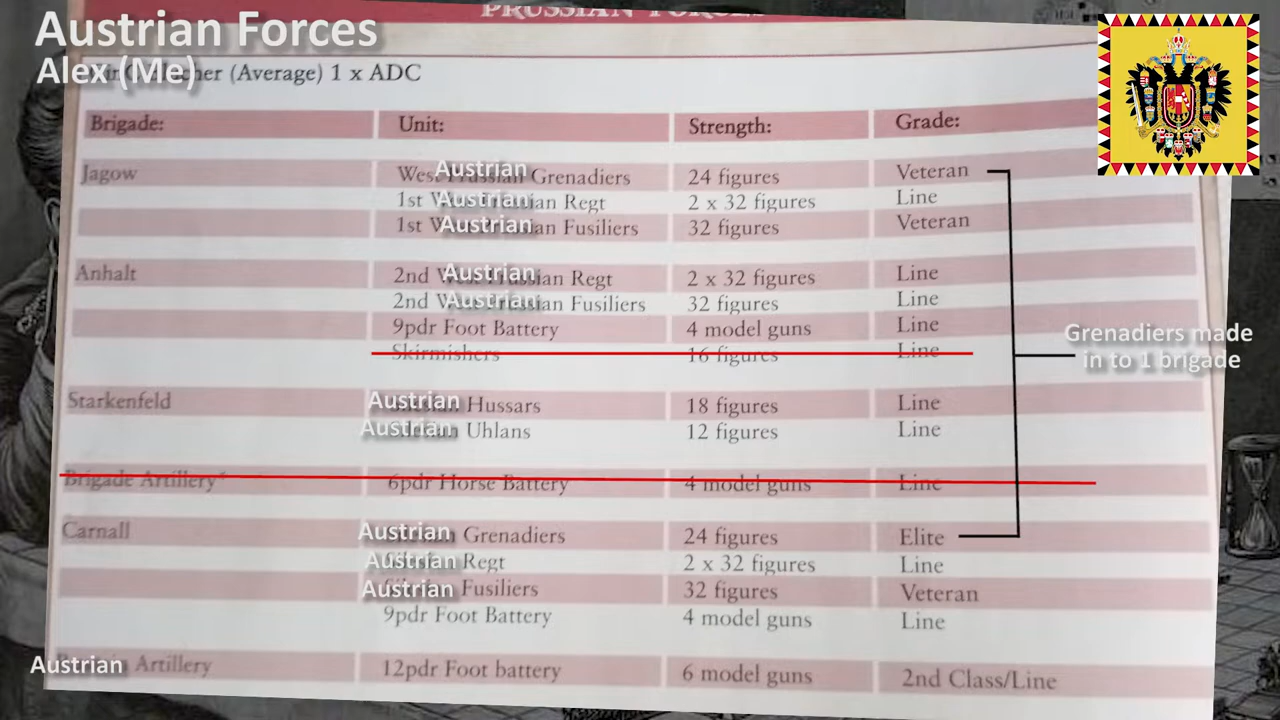 PRUSSIAN FORCES
Austrian Forces
Alex (Me)
(Average) 1 x ADC
Brigade: Unit: Strength: Grade:
Jagow West Austrian Prussian Grenadiers 24 figures Veteran
1st Austrian Regt 2 x 32 figures Line
1st Austrian Fusiliers 32 figures Veteran
Anhalt 2nd Austrian Regt 2 x 32 figures Line
2nd Austrian Fusiliers 32 figures Line
9pdr Foot Battery 4 model guns Line
Grenadiers made
in to 1 brigade
Skirmishers 16 figures Line
Starkenfeld Austrian Hussars 18 figures Line
Austrian Uhlans 12 figures Line
Brigade Artillery* 6pdr Horse Battery 4 model guns Line
Carnall Austrian Grenadiers 24 figures Elite
Austrian Regt 2 x 32 figures Line
Austrian Fusiliers 32 figures Veteran
9pdr Foot Battery 4 model guns Line
Austrian Artillery 12pdr Foot battery 6 model guns 2nd Class/Line